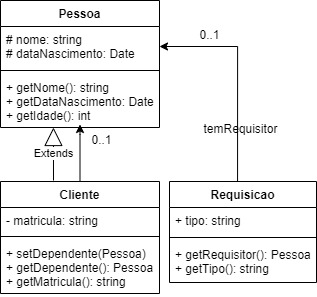 Pessoa
# nome: string
# dataNascimento: Date
+ getNome(): string
+ getDataNascimento: Date
+ getIdade(): int
0..1
temRequisitor
Extends
0..1
Cliente
- matricula: string
+ setDependente(Pessoa)
+ getDependente(): Pessoa
+ getMatricula(): string
Requisicao
+ tipo: string
+ getRequisitor(): Pessoa
+ getTipo(): string